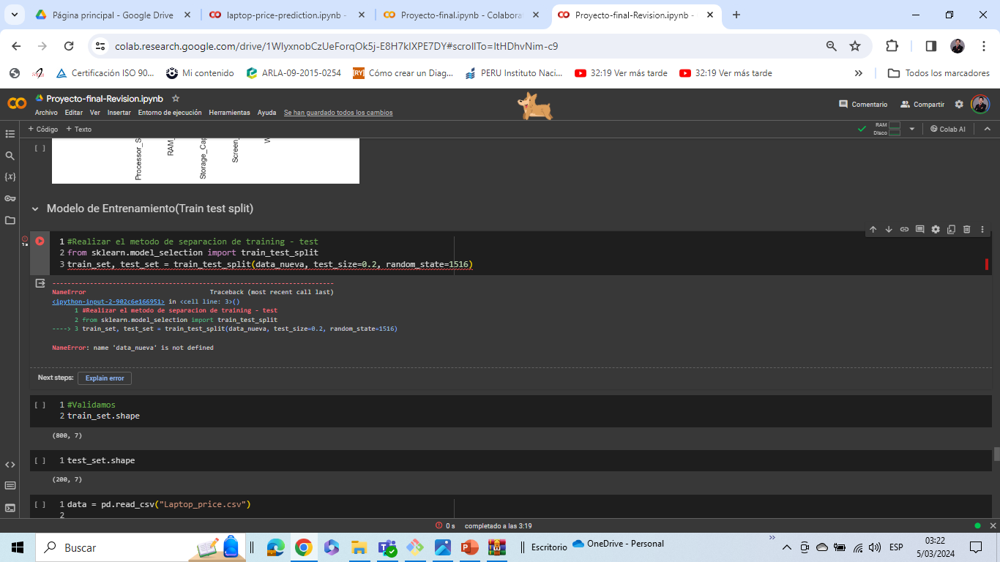 Página principal - Google Drive
laptop-price-prediction.ipynb -
Proyecto-final.ipynb - Colabora
Proyecto-final-Revision.ipynb -
colab.research.google.com/drive/1WlyxnobCzUeForqOk5j-E8H7kIXPE7DY#scrollTo=ItHDhvNim-c9
Certificación ISO 90...
Mi contenido
ARLA-09-2015-0254
[RY]
Cómo crear un Diag...
PERU Instituto Naci...
32:19 Ver más tarde
32:19 Ver más tarde
»
Todos los marcadores
Proyecto-final-Revision.ipynb
Archivo Editar Ver Insertar Entorno de ejecución Herramientas Ayuda Se han guardado todos los cambios
Comentario
Compartir
+ Código + Texto
RAM
Disco
Colab AI
[ ]
Processor_S
RAM_
Storage_Cap
Screen_
W
{x}
Modelo de Entrenamiento(Train test split)
1 s
1 #Realizar el metodo de separacion de training - test
2 from sklearn.model_selection import train_test_split
3 train_set, test_set = train_test_split(data_nueva, test_size=0.2, random_state=1516)
---------------------------------------------------------------------------
NameError Traceback (most recent call last)
<ipython-input-2-902c6e166951> in <cell line: 3>()
1 #Realizar el metodo de separacion de training - test
2 from sklearn.model_selection import train_test_split
----> 3 train_set, test_set = train_test_split(data_nueva, test_size=0.2, random_state=1516)
NameError: name 'data_nueva' is not defined
Next steps: Explain error
[ ] 1 #Validamos
2 train_set.shape
(800, 7)
[ ] 1 test_set.shape
(200, 7)
[ ] 1 data = pd.read_csv("Laptop_price.csv")
2
0 s completado a las 3:19
Buscar
Escritorio
OneDrive - Personal
»
ESP
03:22
5/03/2024